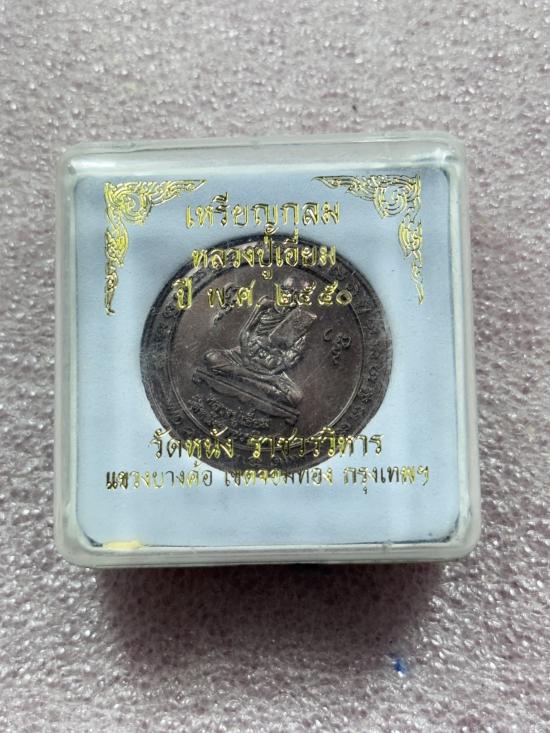 เหรียญกลม
หลวงปู่เอี่ยม
ปี พ.ศ. ๒๕๕๐
วัดหนัง ราชวรวิหาร
แขวงบางค้อ เขตจอมทอง กรุงเทพฯ